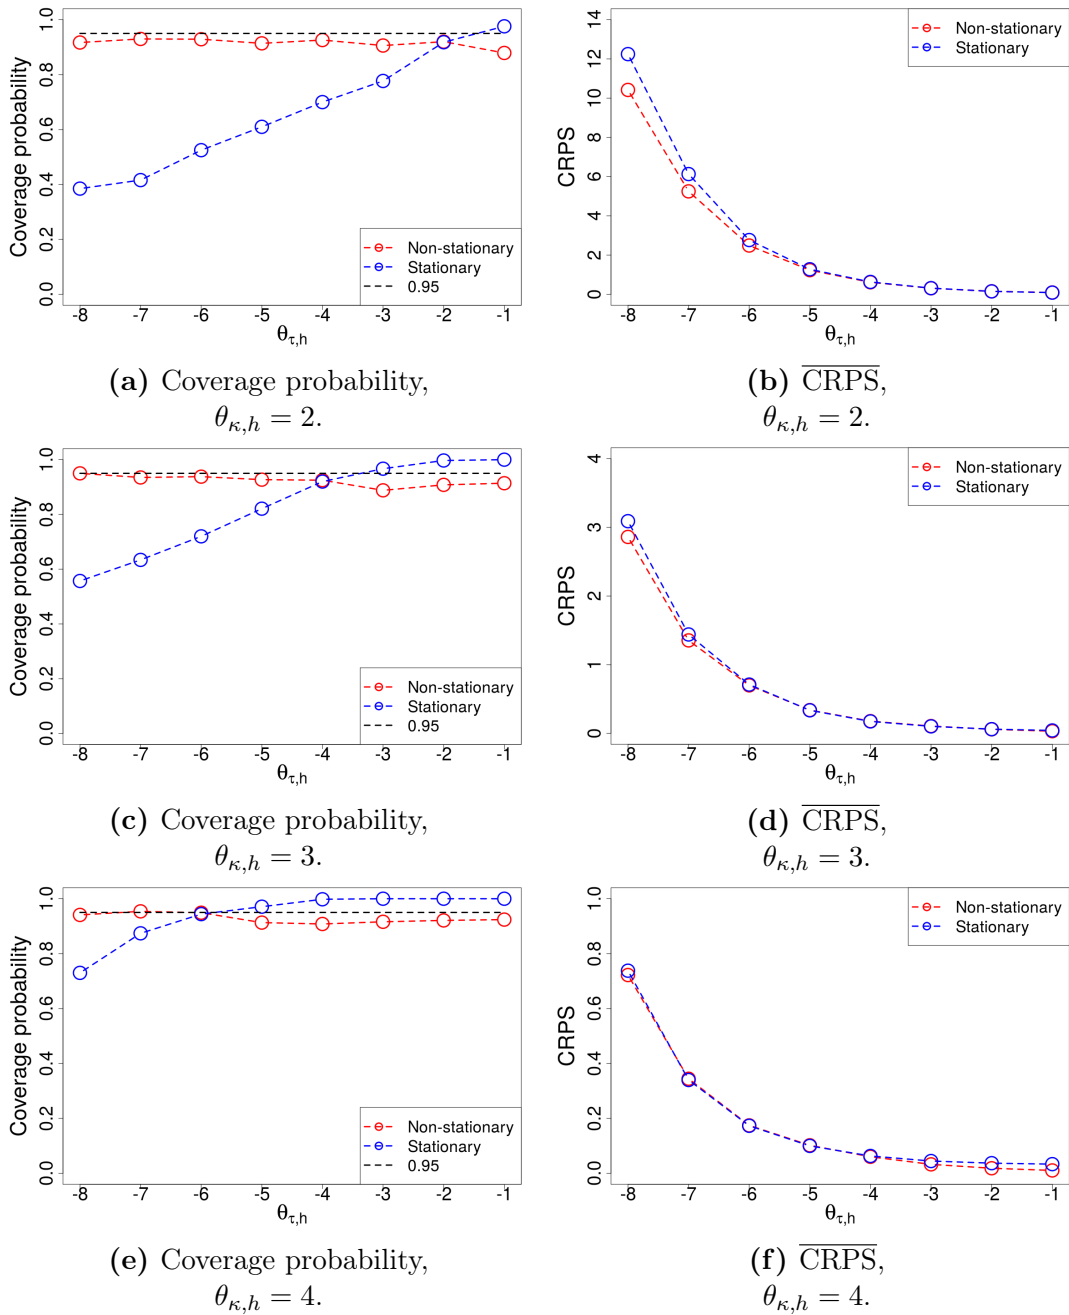 Coverage probability
1.0
0.8
0.6
0.4
0.2
0.0
Non-stationary
Stationary
0.95
-8 -7 -6 -5 -4 -3 -2 -1
θτ,h
(a) Coverage probability,
θκ,h = 2.
CRPS
14
12
10
8
6
4
2
0
Non-stationary
Stationary
-8 -7 -6 -5 -4 -3 -2 -1
θτ,h
(b) CRPS,
θκ,h = 2.
Coverage probability
1.0
0.8
0.6
0.4
0.2
0.0
Non-stationary
Stationary
0.95
-8 -7 -6 -5 -4 -3 -2 -1
θτ,h
(c) Coverage probability,
θκ,h = 3.
CRPS
4
3
2
1
0
Non-stationary
Stationary
-8 -7 -6 -5 -4 -3 -2 -1
θτ,h
(d) CRPS,
θκ,h = 3.
Coverage probability
1.0
0.8
0.6
0.4
0.2
0.0
Non-stationary
Stationary
0.95
-8 -7 -6 -5 -4 -3 -2 -1
θτ,h
(e) Coverage probability,
θκ,h = 4.
CRPS
1.0
0.8
0.6
0.4
0.2
0.0
Non-stationary
Stationary
-8 -7 -6 -5 -4 -3 -2 -1
θτ,h
(f) CRPS,
θκ,h = 4.